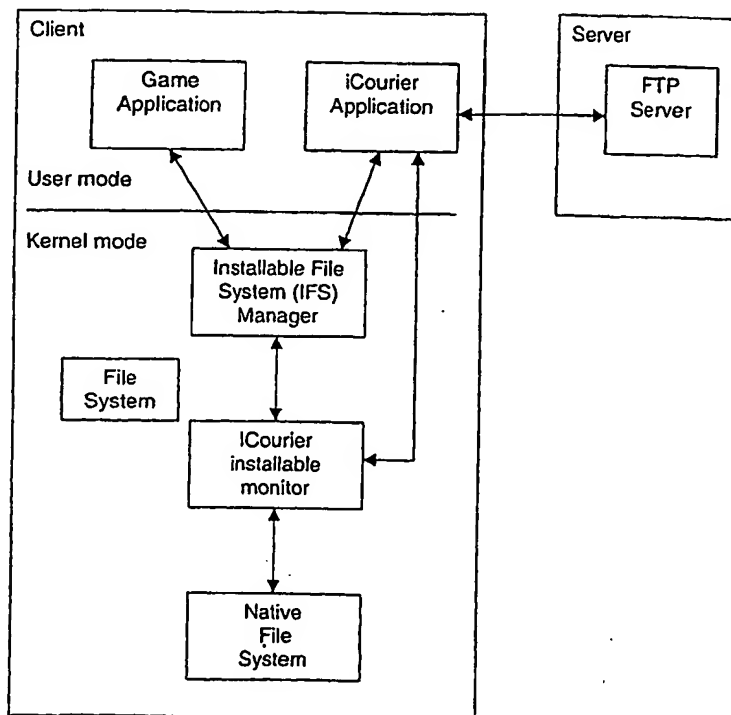 Client
Server
Game
Application
iCourier
Application
FTP
Server
User mode
Kernel mode
Installable File
System (IFS)
Manager
File
System
ICourier
installable
monitor
Native
File
System